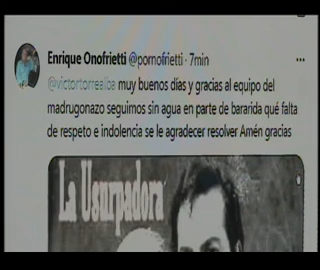 Enrique Onofrietti @pornofrietti · 7min
@victortorrealba muy buenos días y gracias al equipo del
madrugonazo seguimos sin agua en parte de bararida qué falta
de respeto e indolencia se le agradecer resolver Amén gracias
La Usurpadora